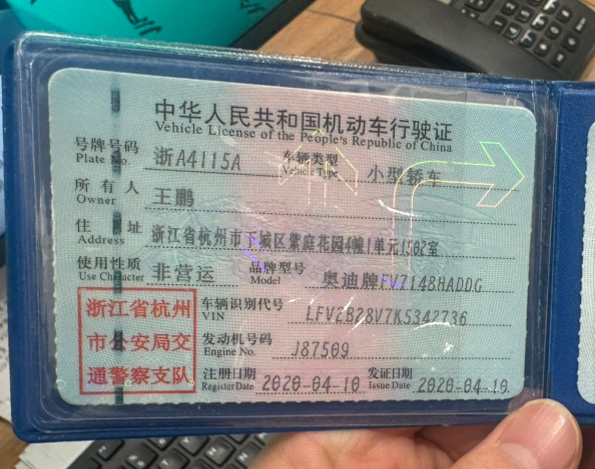 中华人民共和国机动车行驶证
Vehicle License of the People's Republic of China
号牌号码 浙A4115A 车辆类型 小型轿车
Plate No. Vehicle Type
所有人 王鹏
Owner
住址 浙江省杭州市下城区紫庭花园4幢1单元1502室
Address
使用性质 非营运 品牌型号 奥迪牌FV7148HADDG
Use Character Model
浙江省杭州 车辆识别代号 LFV2B28V7K5342736
VIN
市公安局交 发动机号码 J87509
Engine No.
通警察支队 注册日期 2020-04-10 发证日期 2020-04-10
Register Date Issue Date